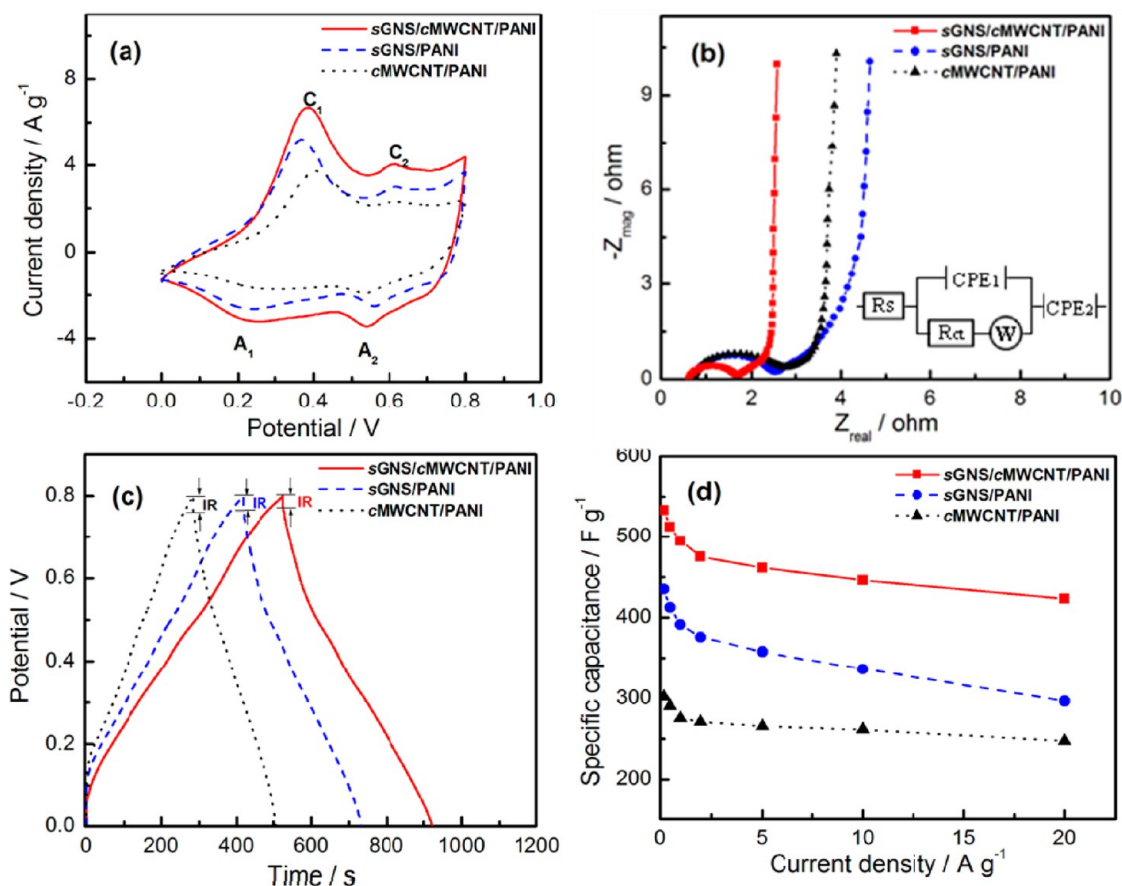 (a)
sGNS/cMWCNT/PANI
sGNS/PANI
cMWCNT/PANI
C1
C2
A1
A2
8
4
0
-4
-0.2 0.0 0.2 0.4 0.6 0.8 1.0
Current density / A g-1
Potential / V
(b)
sGNS/cMWCNT/PANI
sGNS/PANI
cMWCNT/PANI
9
6
3
0
0 2 4 6 8 10
-Zmag / ohm
Zreal / ohm
Rs
CPE1
Rct
W
CPE2
(c)
sGNS/cMWCNT/PANI
sGNS/PANI
cMWCNT/PANI
IR IR IR
0.8
0.6
0.4
0.2
0.0
0 200 400 600 800 1000 1200
Potential / V
Time / s
(d)
sGNS/cMWCNT/PANI
sGNS/PANI
cMWCNT/PANI
600
500
400
300
200
0 5 10 15 20
Specific capacitance / F g-1
Current density / A g-1